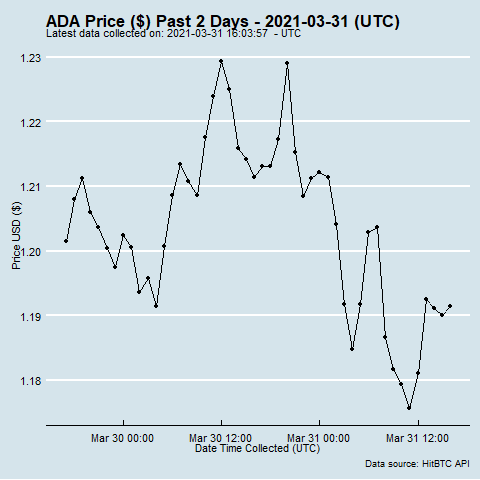 ADA Price ($) Past 2 Days - 2021-03-31 (UTC)
Latest data collected on: 2021-03-31 16:03:57 - UTC
1.23
1.22
1.21
1.20
1.19
1.18
Price USD ($)
Mar 30 00:00 Mar 30 12:00 Mar 31 00:00 Mar 31 12:00
Date Time Collected (UTC)
Data source: HitBTC API